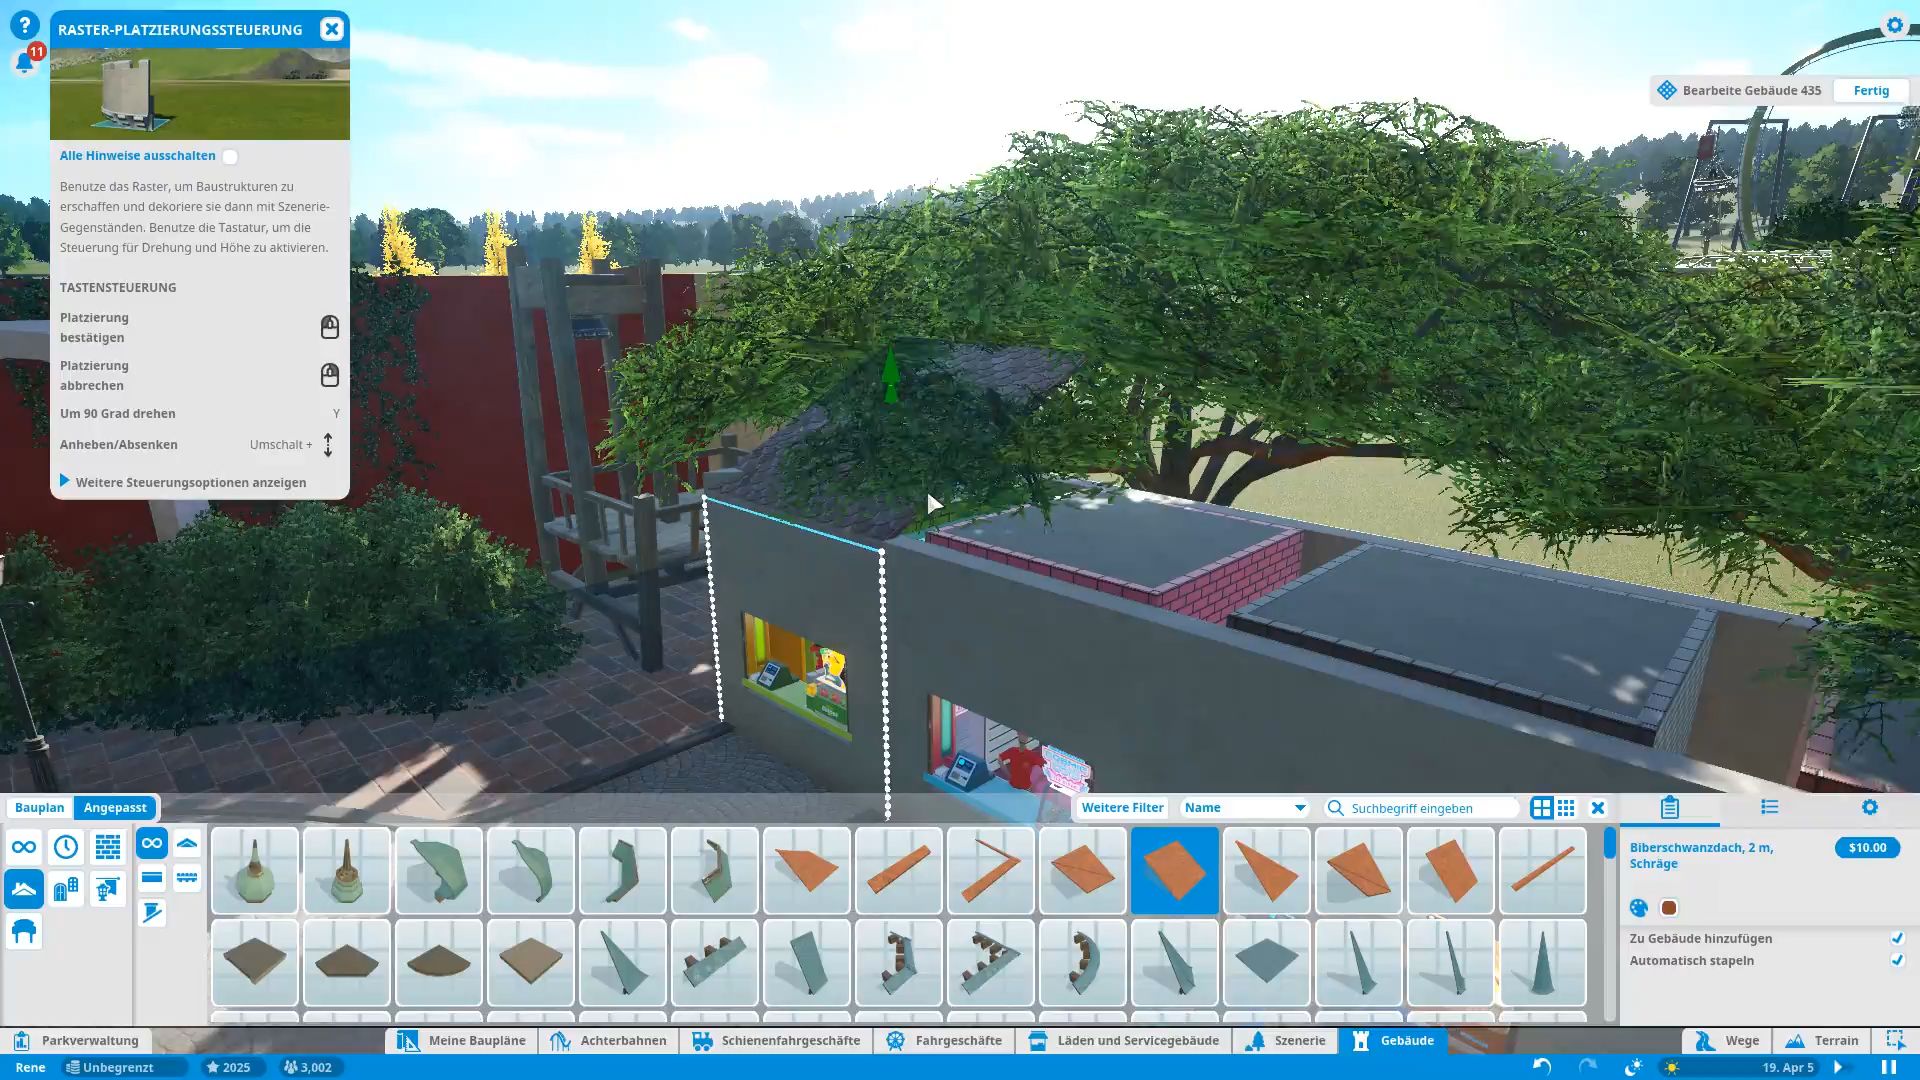 ?
RASTER-PLATZIERUNGSSTEUERUNG
11
Alle Hinweise ausschalten
Benutze das Raster, um Baustrukturen zu
erschaffen und dekoriere sie dann mit Szenerie-
Gegenständen. Benutze die Tastatur, um die
Steuerung für Drehung und Höhe zu aktivieren.
TASTENSTEUERUNG
Platzierung
bestätigen
Platzierung
abbrechen
Um 90 Grad drehen Y
Anheben/Absenken Umschalt +
Weitere Steuerungsoptionen anzeigen
Bearbeite Gebäude 435 Fertig
Bauplan Angepasst
Weitere Filter Name Suchbegriff eingeben
Biberschwanzdach, 2 m,
Schräge
$10.00
Zu Gebäude hinzufügen
Automatisch stapeln
Parkverwaltung Meine Baupläne Achterbahnen Schienenfahrgeschäfte Fahrgeschäfte Läden und Servicegebäude Szenerie Gebäude Wege Terrain
Rene Unbegrenzt 2025 3,002 19. Apr 5